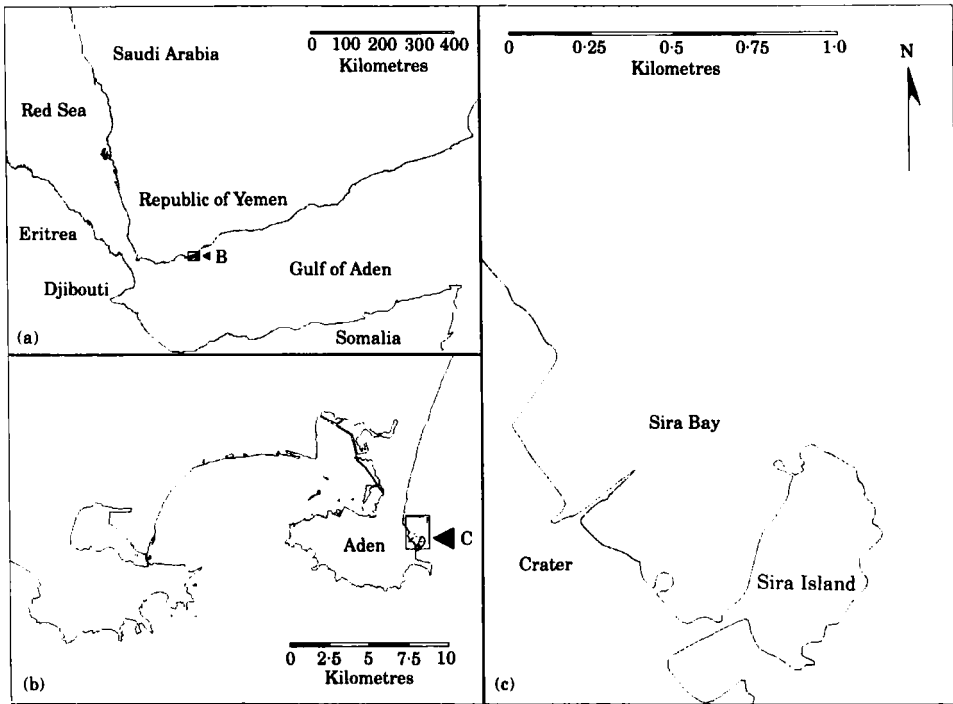 Saudi Arabia
0 100 200 300 400
Kilometres
Red Sea
Republic of Yemen
Eritrea
B
Gulf of Aden
Djibouti
Somalia
(a)
Aden
C
0 2·5 5 7·5 10
Kilometres
(b)
0 0·25 0·5 0·75 1·0
Kilometres
N
Sira Bay
Crater
Sira Island
(c)